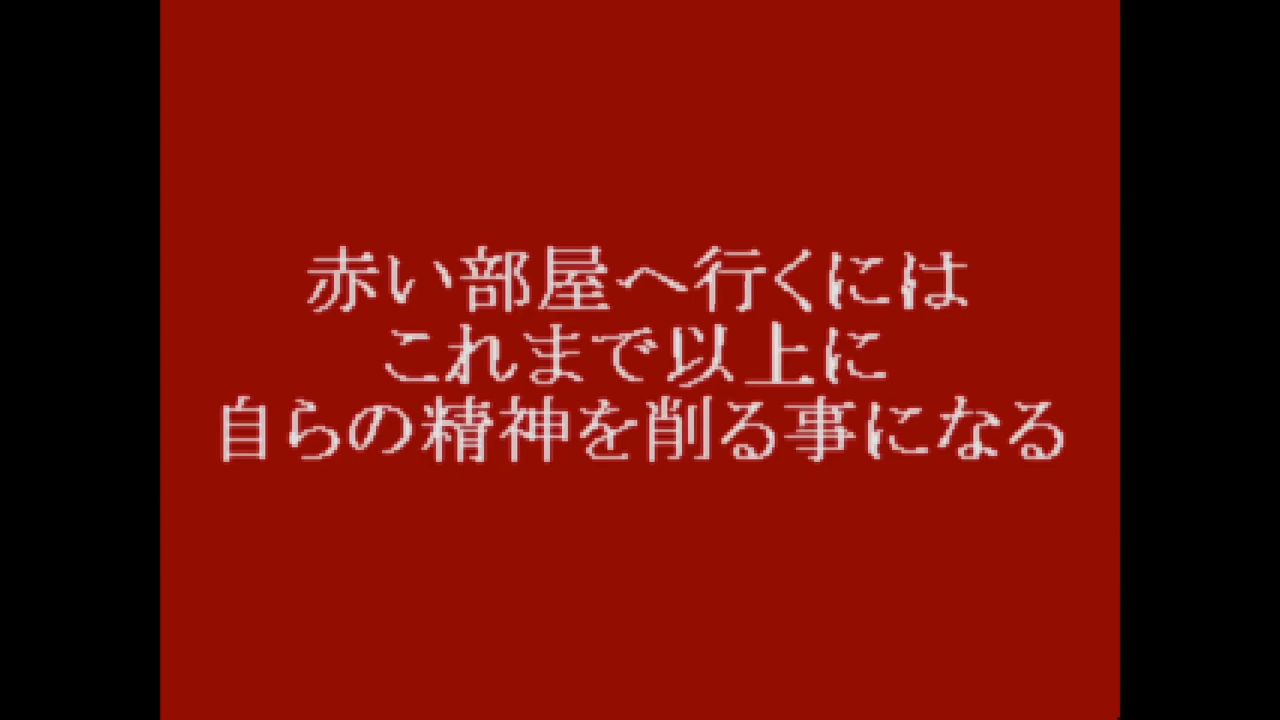 赤い部屋へ行くには
これまで以上に
自らの精神を削る事になる